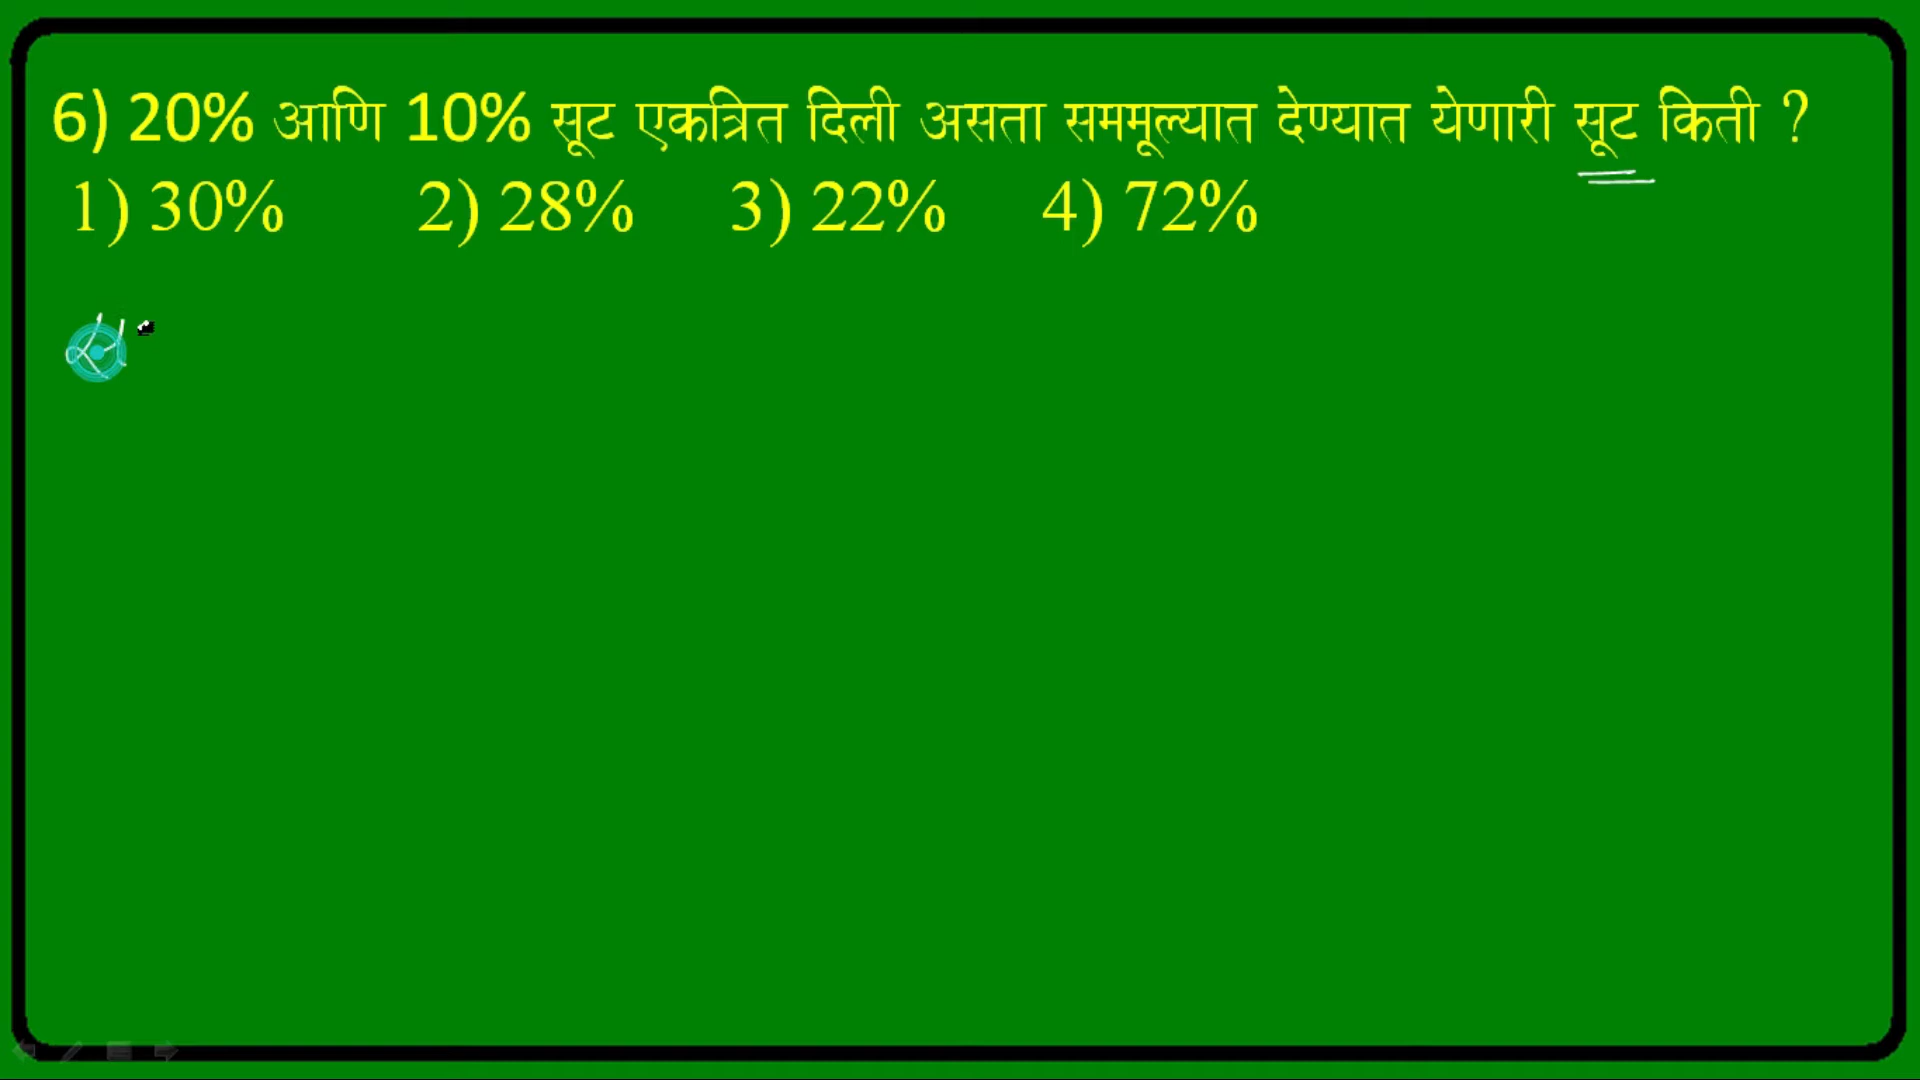 6) 20% आणि 10% सूट एकत्रित दिली असता सममूल्यात देण्यात येणारी सूट किती ?
1) 30% 2) 28% 3) 22% 4) 72%